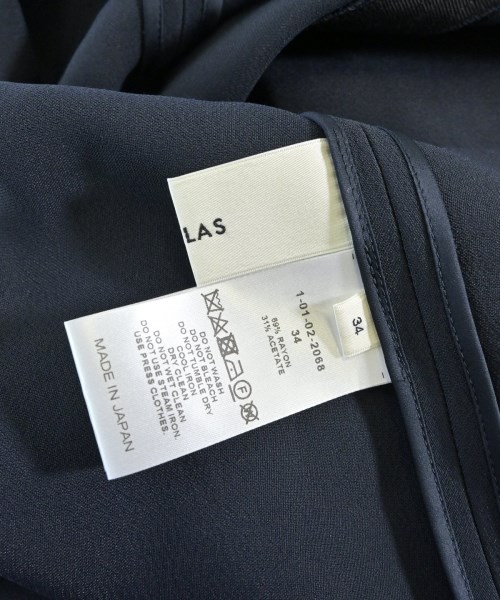 LAS
34
1-01-02-2068
34
69% RAYON
31% ACETATE
DO NOT WASH
DO NOT BLEACH
DO NOT TUMBLE DRY
COOL IRON
DRY CLEAN
DO NOT WET CLEAN
DO NOT USE STEAM IRON.
USE PRESS CLOTHES.
MADE IN JAPAN